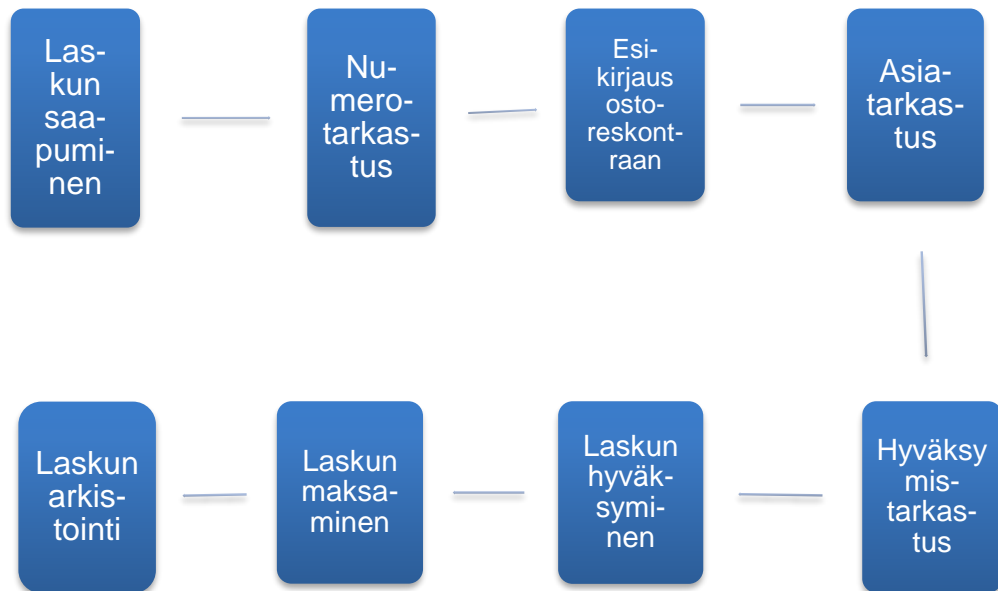 Las-
kun
saa-
pumi-
nen
Nu-
mero-
tarkas-
tus
Esi-
kirjaus
osto-
reskont-
raan
Asia-
tarkas-
tus
Hyväksy
mis-
tarkas-
tus
Laskun
hyväk-
symi-
nen
Laskun
maksa-
minen
Laskun
arkis-
tointi